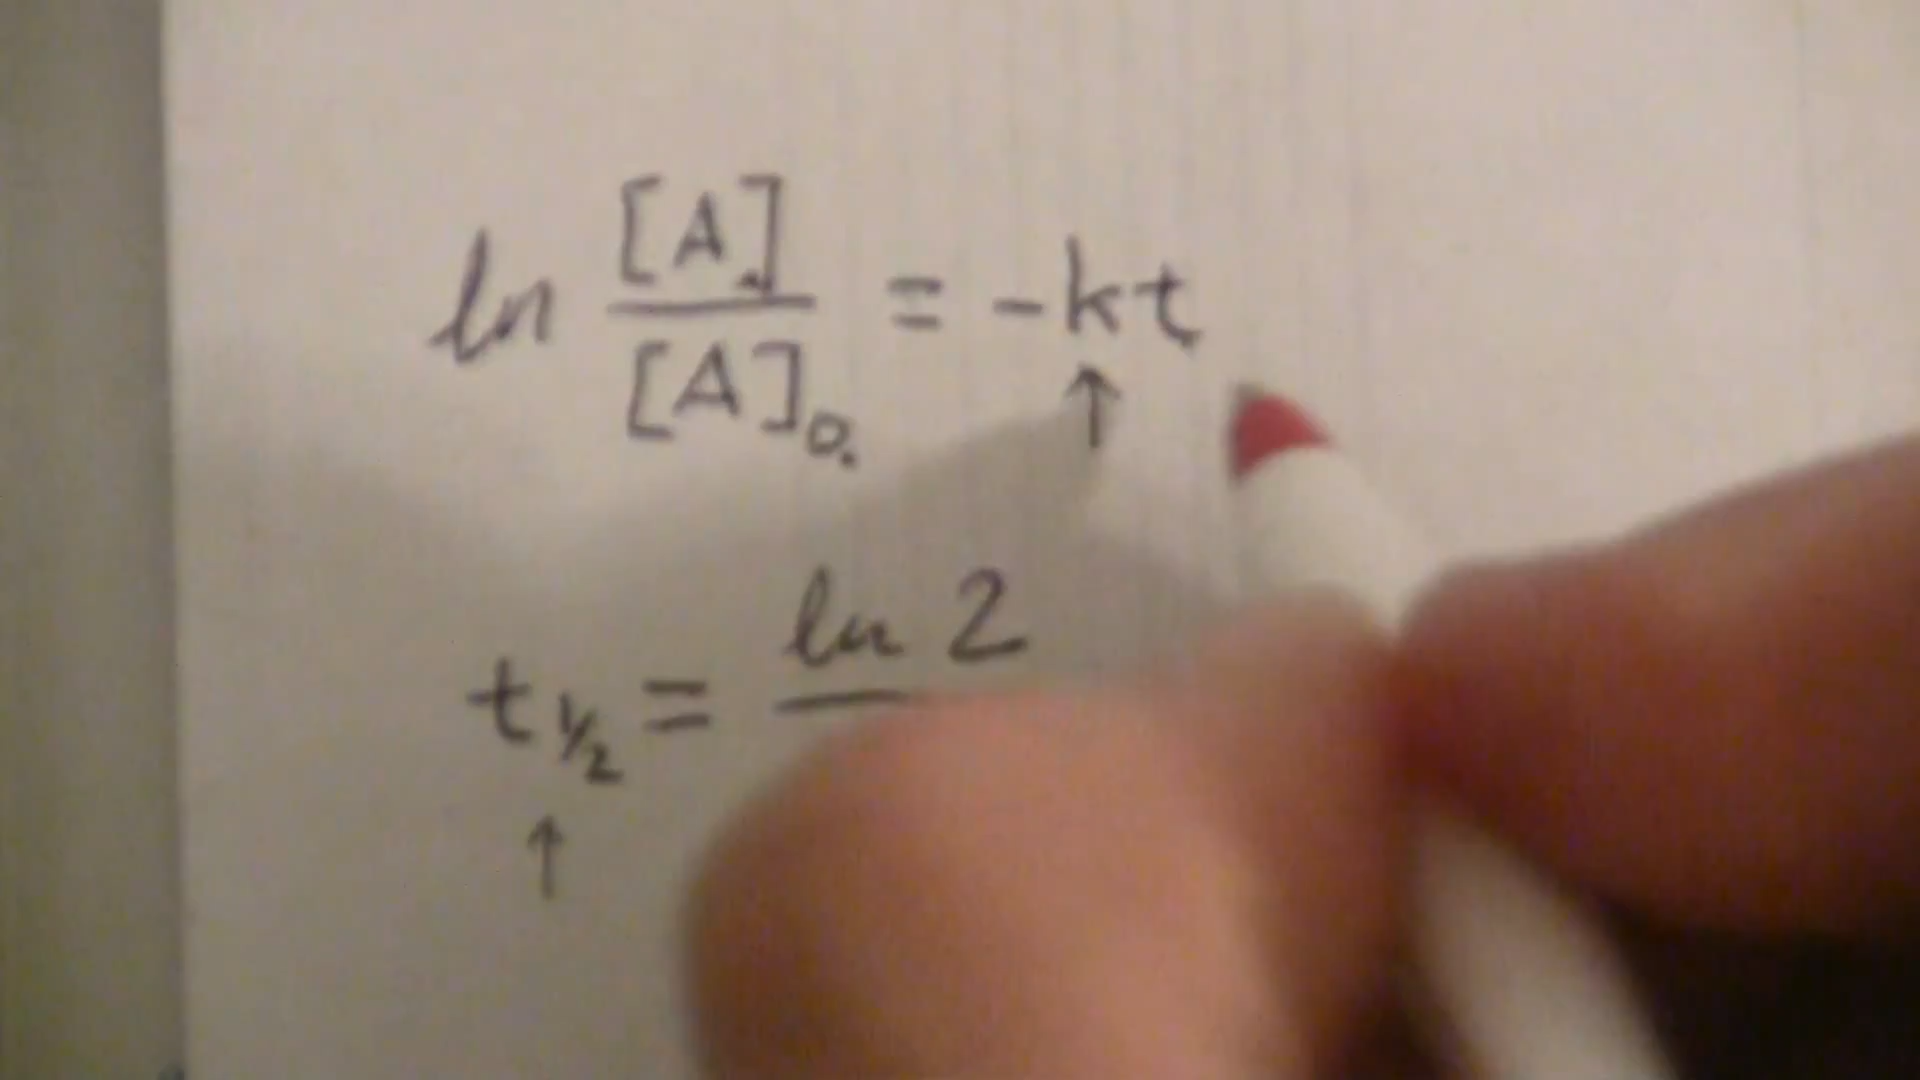 ln [A] / [A]₀ = -kt
↑
t½ = ln 2
↑